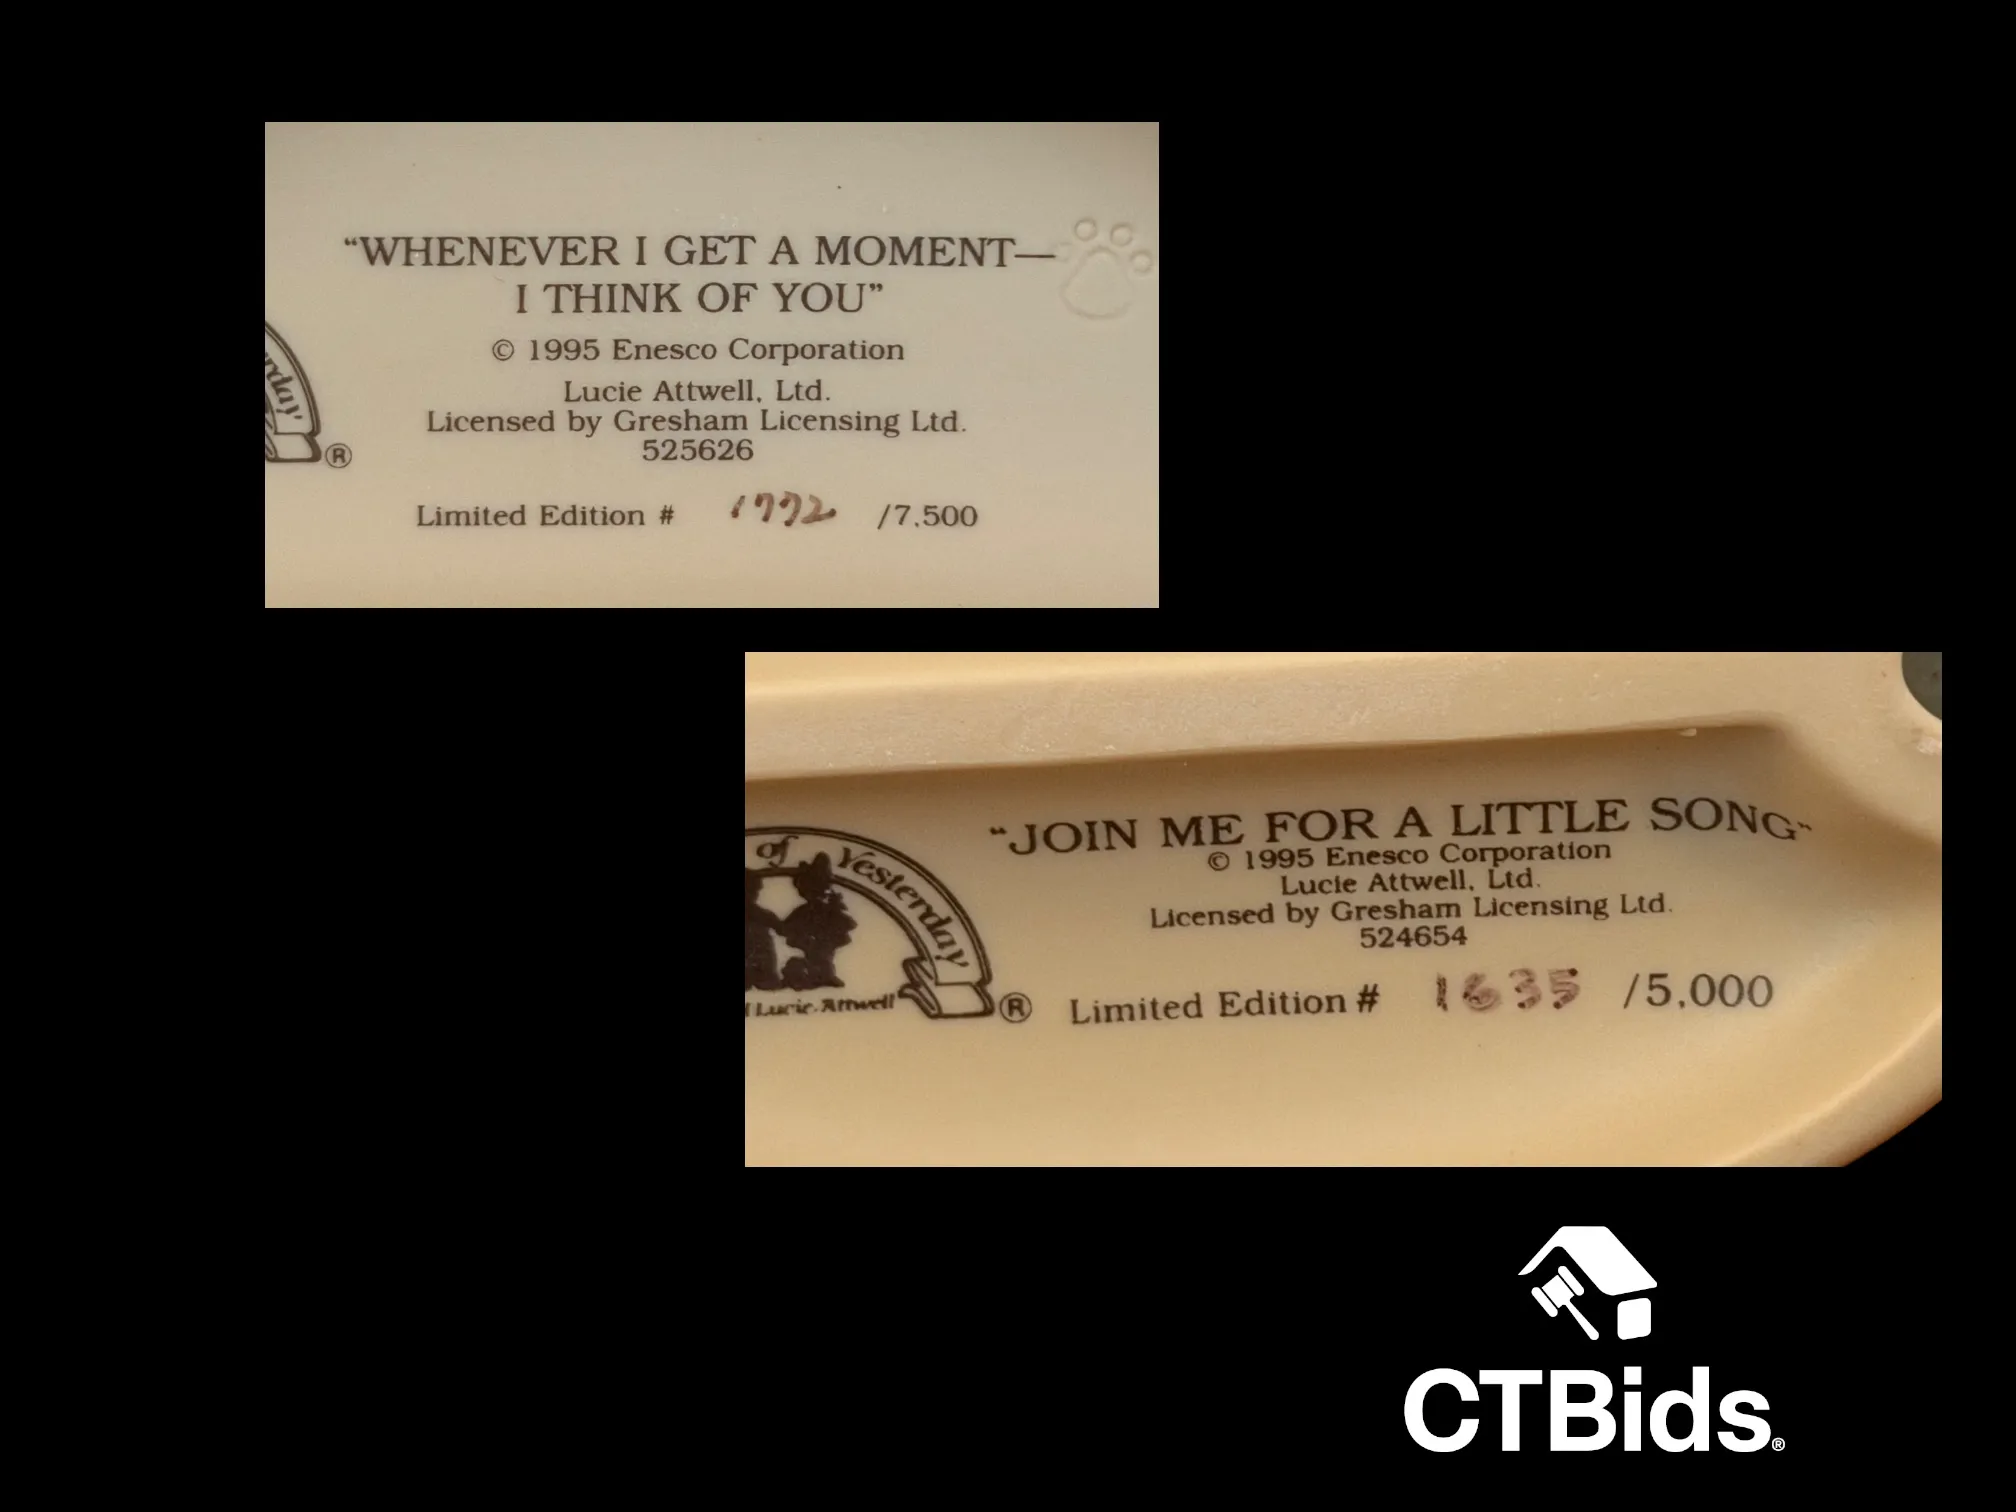 “WHENEVER I GET A MOMENT—
I THINK OF YOU”
© 1995 Enesco Corporation
Lucie Attwell, Ltd.
Licensed by Gresham Licensing Ltd.
525626
®
Limited Edition # 1772 /7,500
of Yesterday
Lucie Attwell
®
“JOIN ME FOR A LITTLE SONG”
© 1995 Enesco Corporation
Lucie Attwell, Ltd.
Licensed by Gresham Licensing Ltd.
524654
Limited Edition # 1635 /5,000
CTBids®